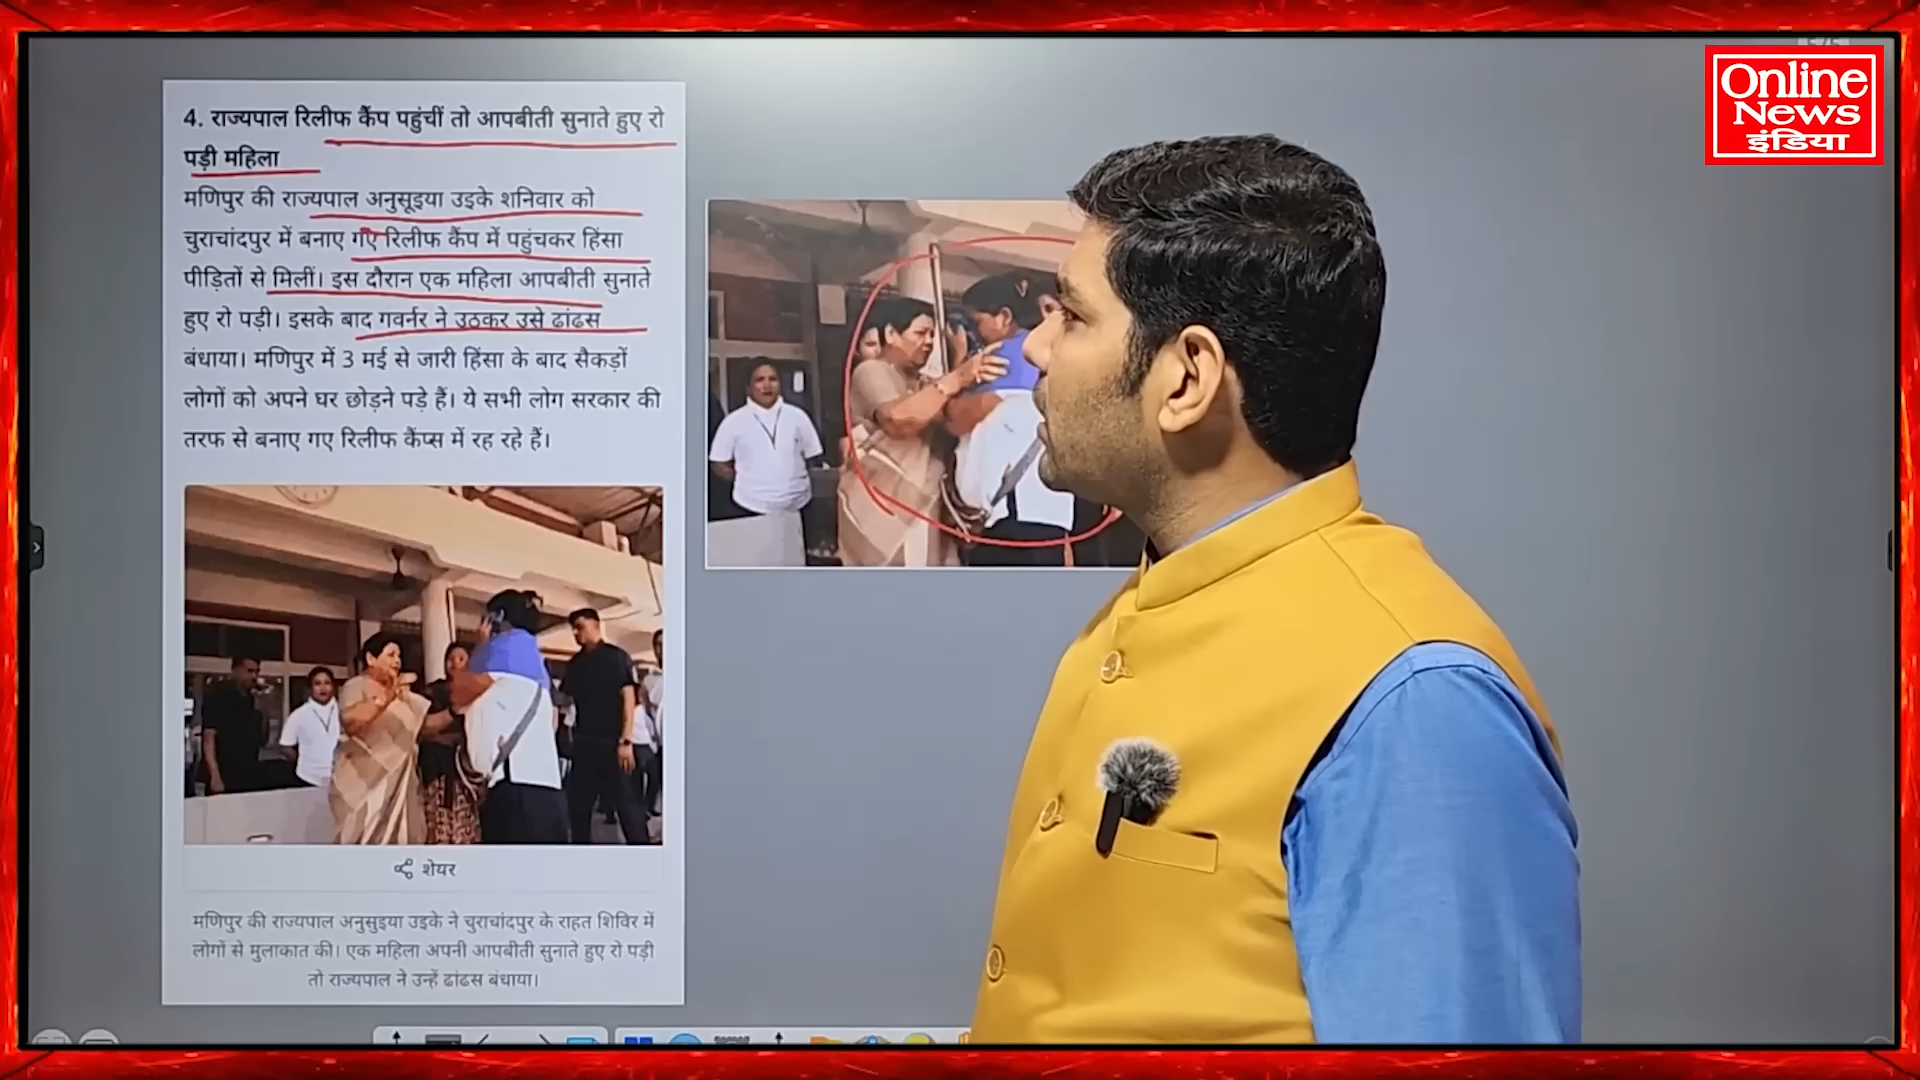 Online
News
इंडिया
4. राज्यपाल रिलीफ कैंप पहुंचीं तो आपबीती सुनाते हुए रो
पड़ी महिला
मणिपुर की राज्यपाल अनुसूइया उइके शनिवार को
चुराचांदपुर में बनाए गए रिलीफ कैंप में पहुंचकर हिंसा
पीड़ितों से मिलीं। इस दौरान एक महिला आपबीती सुनाते
हुए रो पड़ी। इसके बाद गवर्नर ने उठकर उसे ढांढस
बंधाया। मणिपुर में 3 मई से जारी हिंसा के बाद सैकड़ों
लोगों को अपने घर छोड़ने पड़े हैं। ये सभी लोग सरकार की
तरफ से बनाए गए रिलीफ कैंप्स में रह रहे हैं।
शेयर
मणिपुर की राज्यपाल अनुसुइया उइके ने चुराचांदपुर के राहत शिविर में
लोगों से मुलाकात की। एक महिला अपनी आपबीती सुनाते हुए रो पड़ी
तो राज्यपाल ने उन्हें ढांढस बंधाया।